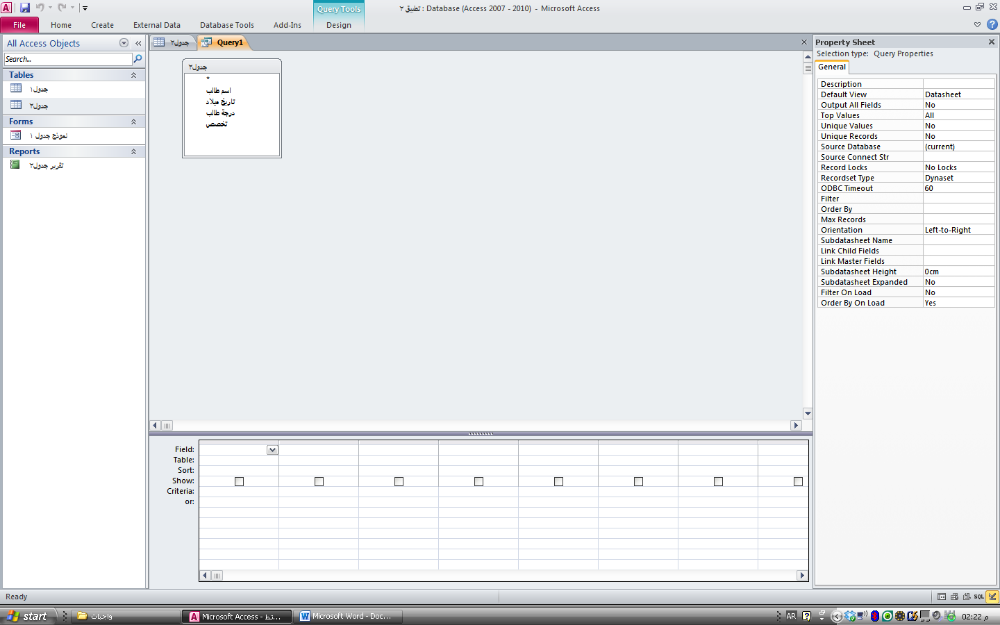 Query Tools
تطبيق ٢ : Database (Access 2007 - 2010) - Microsoft Access
File Home Create External Data Database Tools Add-Ins Design
All Access Objects
Search...
Tables
جدول١
جدول٢
Forms
نموذج جدول ١
Reports
تقرير جدول٢
جدول٢ Query1
جدول٢
*
اسم طالب
تاريخ ميلاد
درجة طالب
تخصص
Field:
Table:
Sort:
Show:
Criteria:
or:
Property Sheet
Selection type: Query Properties
General
Description
Default View Datasheet
Output All Fields No
Top Values All
Unique Values No
Unique Records No
Source Database (current)
Source Connect Str
Record Locks No Locks
Recordset Type Dynaset
ODBC Timeout 60
Filter
Order By
Max Records
Orientation Left-to-Right
Subdatasheet Name
Link Child Fields
Link Master Fields
Subdatasheet Height 0cm
Subdatasheet Expanded No
Filter On Load No
Order By On Load Yes
Ready
SQL
start واجبات Microsoft Access - تط... Microsoft Word - Doc... AR 02:22 م